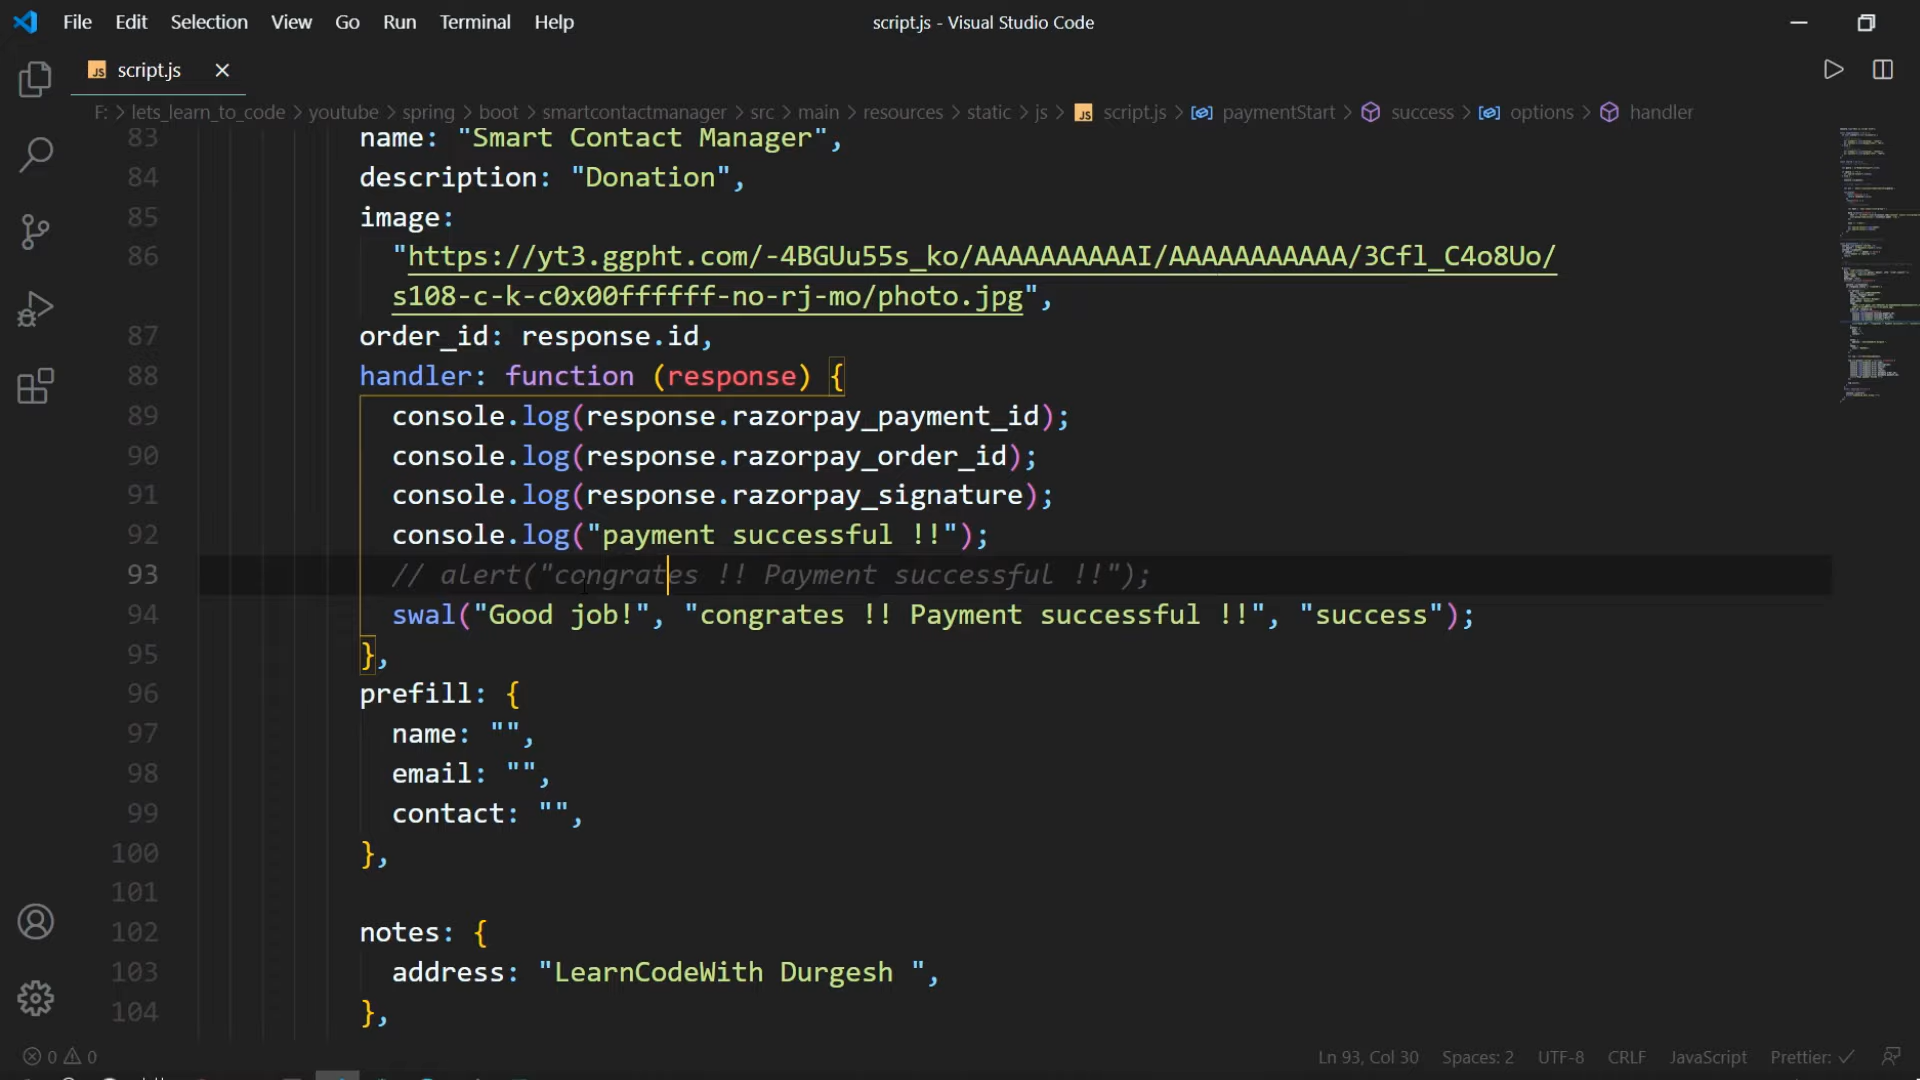 File Edit Selection View Go Run Terminal Help script.js - Visual Studio Code
JS script.js
F: > lets_learn_to_code > youtube > spring > boot > smartcontactmanager > src > main > resources > static > js > JS script.js > paymentStart > success > options > handler
83 name: "Smart Contact Manager",
84 description: "Donation",
85 image:
86 "https://yt3.ggpht.com/-4BGUu55s_ko/AAAAAAAAAAI/AAAAAAAAAAA/3Cfl_C4o8Uo/
s108-c-k-c0x00ffffff-no-rj-mo/photo.jpg",
87 order_id: response.id,
88 handler: function (response) {
89 console.log(response.razorpay_payment_id);
90 console.log(response.razorpay_order_id);
91 console.log(response.razorpay_signature);
92 console.log("payment successful !!");
93 // alert("congrates !! Payment successful !!");
94 swal("Good job!", "congrates !! Payment successful !!", "success");
95 },
96 prefill: {
97 name: "",
98 email: "",
99 contact: "",
100 },
101
102 notes: {
103 address: "LearnCodeWith Durgesh ",
104 },
0 0 Ln 93, Col 30 Spaces: 2 UTF-8 CRLF JavaScript Prettier: ✓